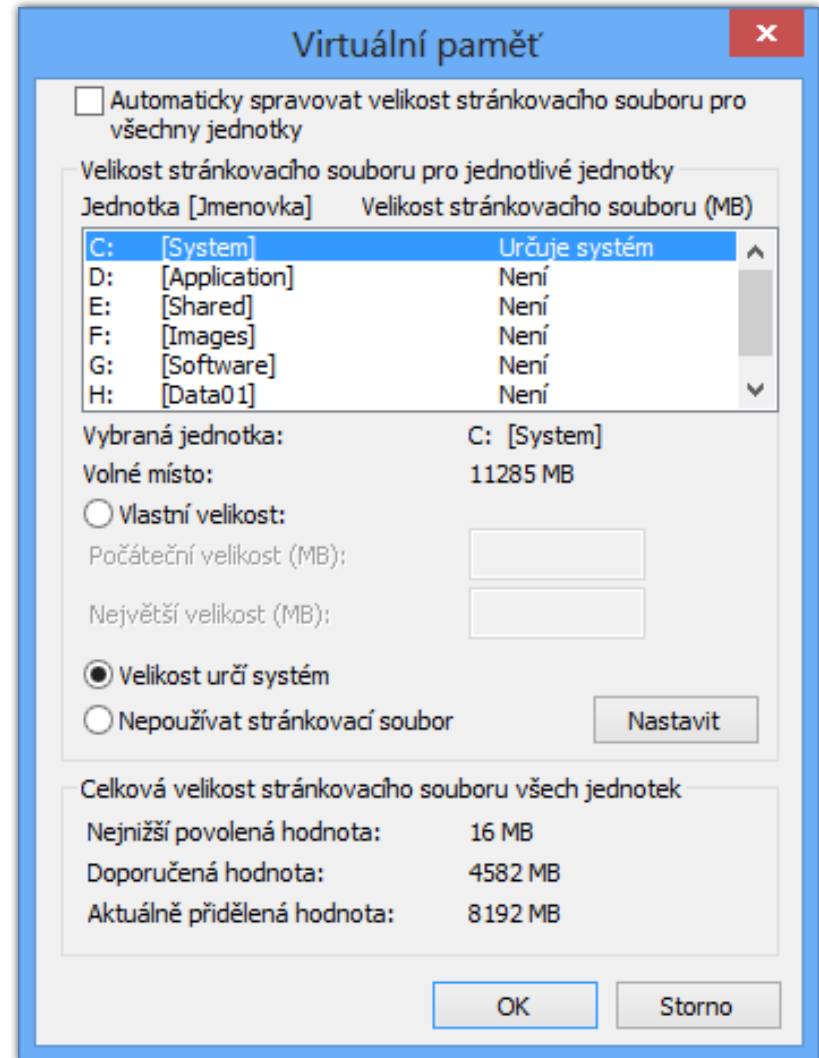 Virtuální paměť
Automaticky spravovat velikost stránkovacího souboru pro
všechny jednotky
Velikost stránkovacího souboru pro jednotlivé jednotky
Jednotka [Jmenovka] Velikost stránkovacího souboru (MB)
C: [System] Určuje systém
D: [Application] Není
E: [Shared] Není
F: [Images] Není
G: [Software] Není
H: [Data01] Není
Vybraná jednotka: C: [System]
Volné místo: 11285 MB
Vlastní velikost:
Počáteční velikost (MB):
Největší velikost (MB):
Velikost určí systém
Nepoužívat stránkovací soubor Nastavit
Celková velikost stránkovacího souboru všech jednotek
Nejnižší povolená hodnota: 16 MB
Doporučená hodnota: 4582 MB
Aktuálně přidělená hodnota: 8192 MB
OK Storno